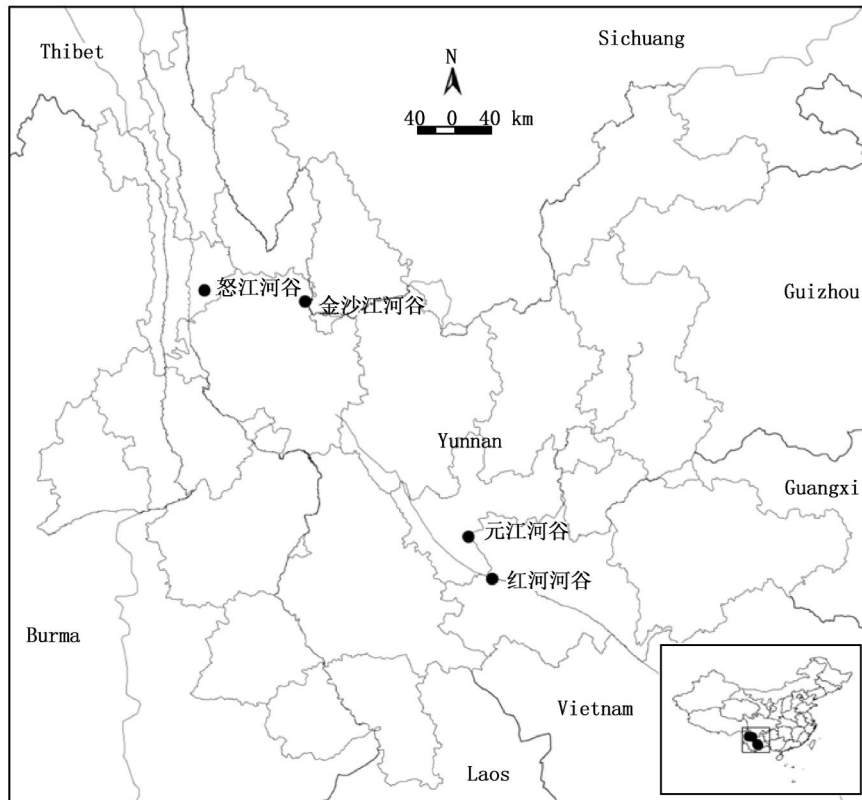 Thibet
Sichuang
N
40 0 40 km
怒江河谷
金沙江河谷
Guizhou
Yunnan
Guangxi
元江河谷
红河河谷
Burma
Vietnam
Laos